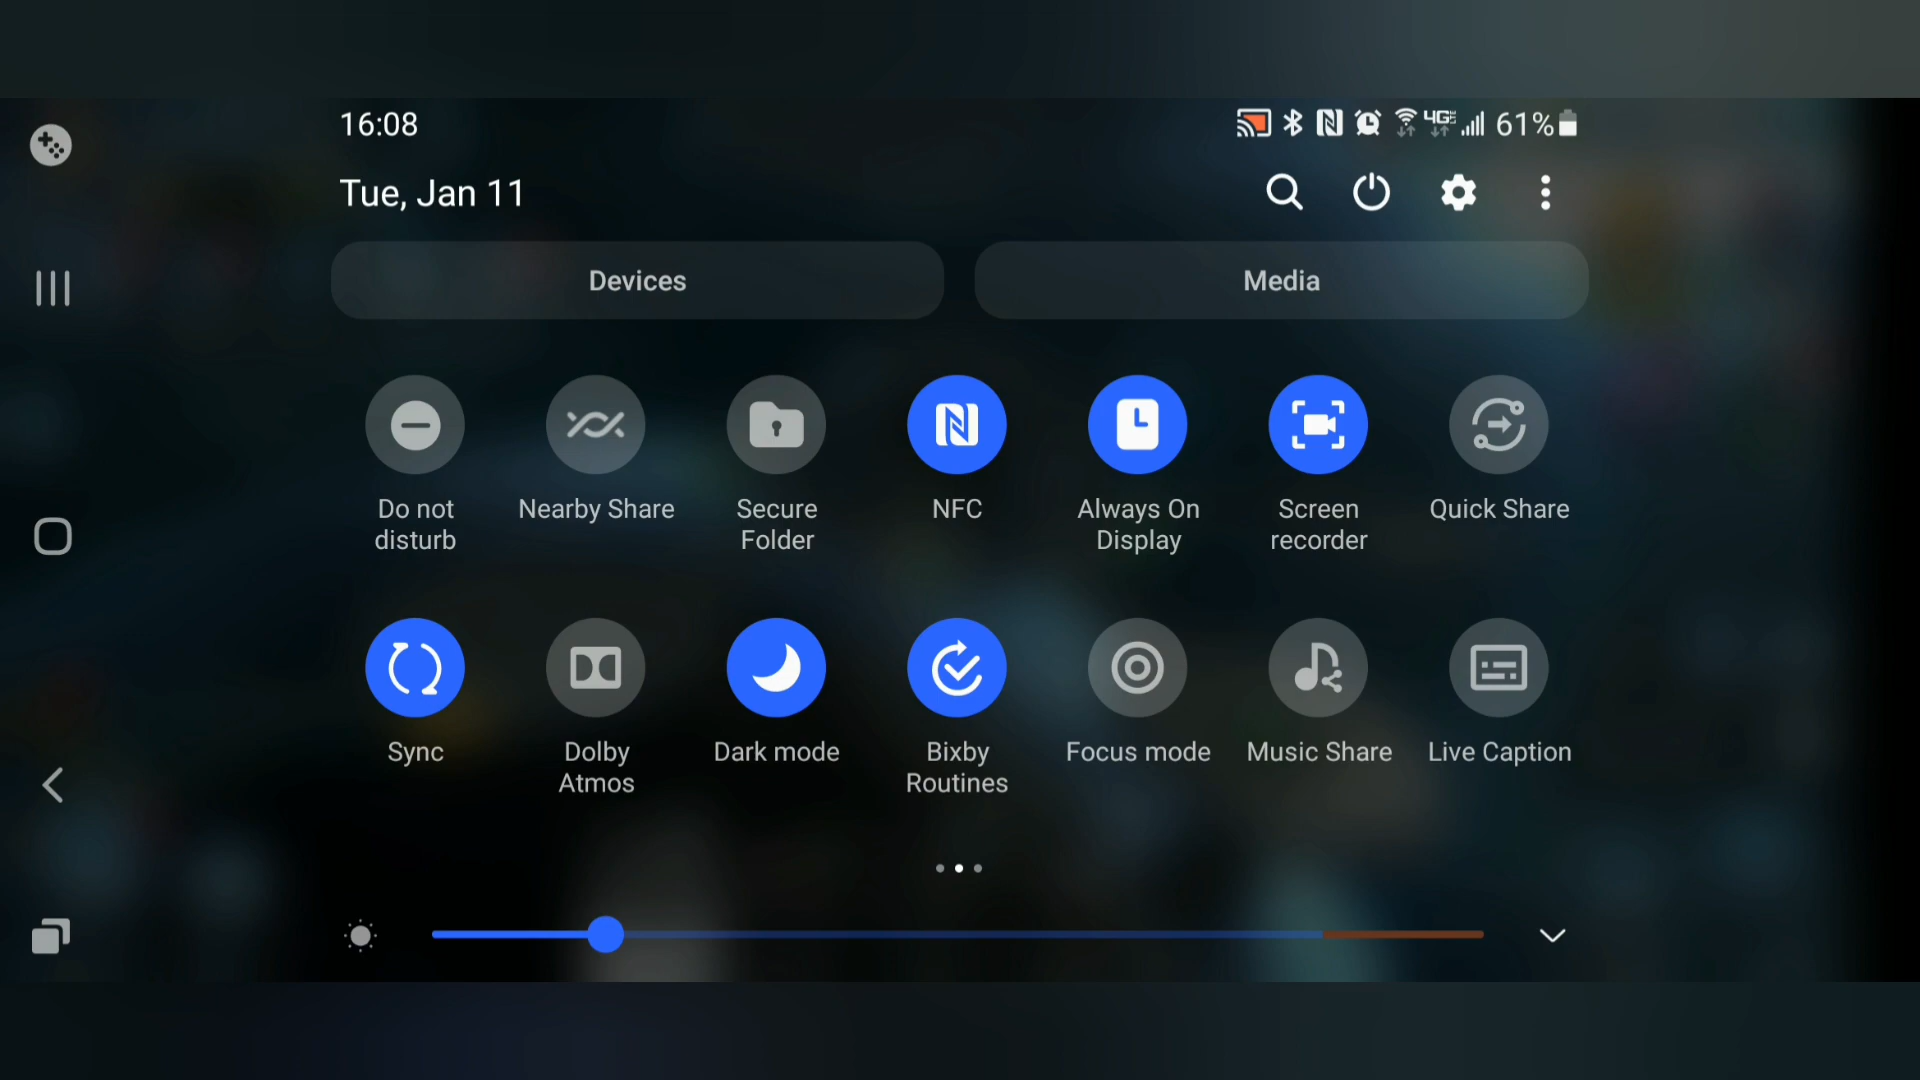 16:08
4GE 61%
Tue, Jan 11
Devices Media
Do not disturb
Nearby Share
Secure Folder
NFC
Always On Display
Screen recorder
Quick Share
Sync
Dolby Atmos
Dark mode
Bixby Routines
Focus mode
Music Share
Live Caption